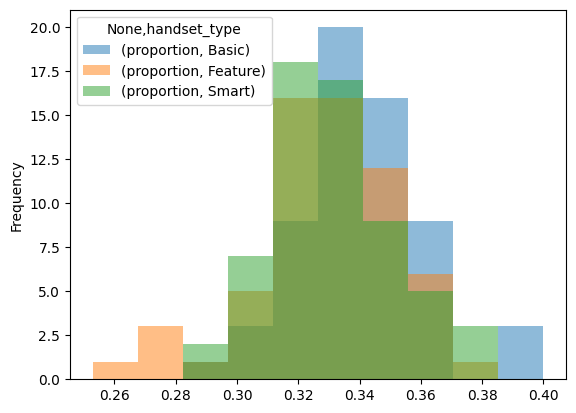 None,handset_type
(proportion, Basic)
(proportion, Feature)
(proportion, Smart)
Frequency
20.0
17.5
15.0
12.5
10.0
7.5
5.0
2.5
0.0
0.26 0.28 0.30 0.32 0.34 0.36 0.38 0.40